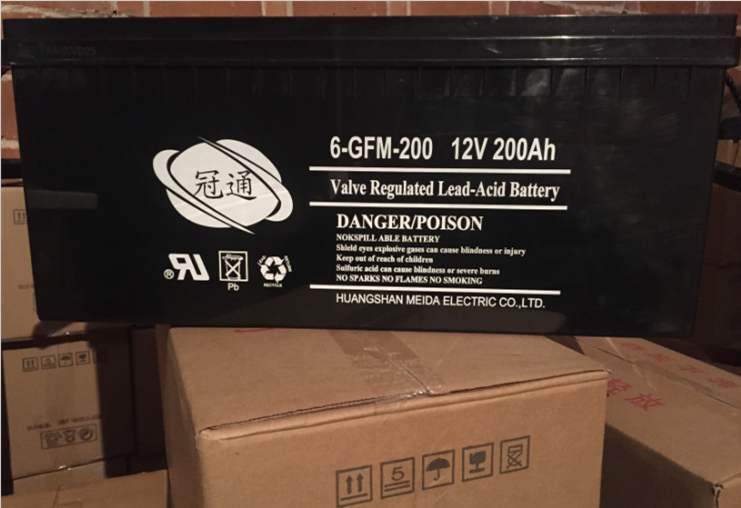 6-GFM-200 12V 200Ah
冠通
Valve Regulated Lead-Acid Battery
DANGER/POISON
NOKSPILL ABLE BATTERY
Shield eyes explosive gases can cause blindness or injury
Keep out of reach of children
Sulfuric acid can cause blindness or severe burns
NO SPARKS NO FLAMES NO SMOKING
HUANGSHAN MEIDA ELECTRIC CO.,LTD.
Pb
RECYCLE
5